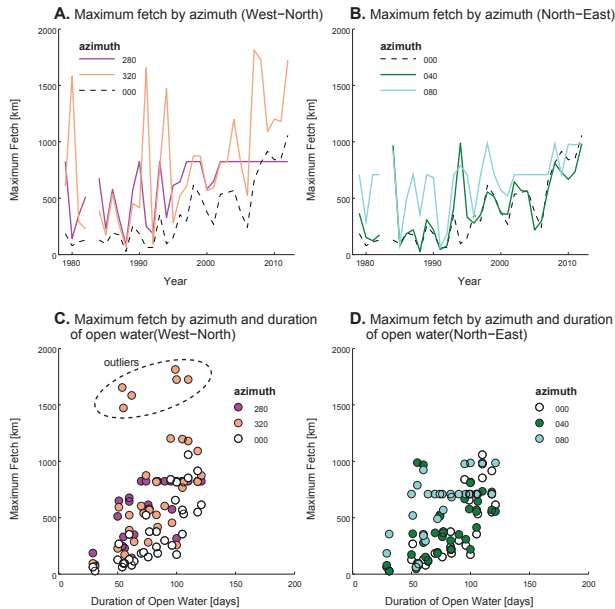 A. Maximum fetch by azimuth (West−North)
B. Maximum fetch by azimuth (North−East)
Maximum Fetch [km]
2000
1500
1000
500
0
azimuth
280
320
000
1980
1990
2000
2010
Year
Maximum Fetch [km]
2000
1500
1000
500
0
azimuth
000
040
080
1980
1990
2000
2010
Year
C. Maximum fetch by azimuth and duration
of open water(West−North)
D. Maximum fetch by azimuth and duration
of open water(North−East)
Maximum Fetch [km]
2000
1500
1000
500
0
outliers
azimuth
280
320
000
0
50
100
150
200
Duration of Open Water [days]
Maximum Fetch [km]
2000
1500
1000
500
0
azimuth
000
040
080
0
50
100
150
200
Duration of Open Water [days]